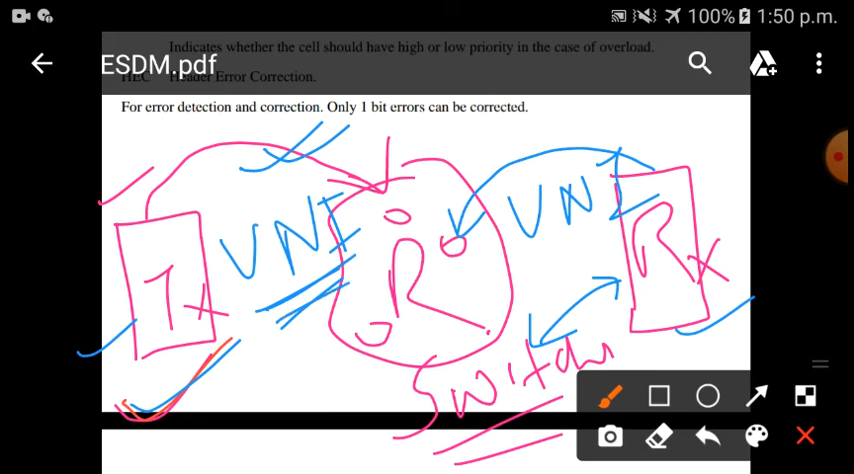 100% 1:50 p.m.
Indicates whether the cell should have high or low priority in the case of overload.
ESDM.pdf
HEC Header Error Correction.
For error detection and correction. Only 1 bit errors can be corrected.
Tx
VNI
R
VNI
Rx
Switch